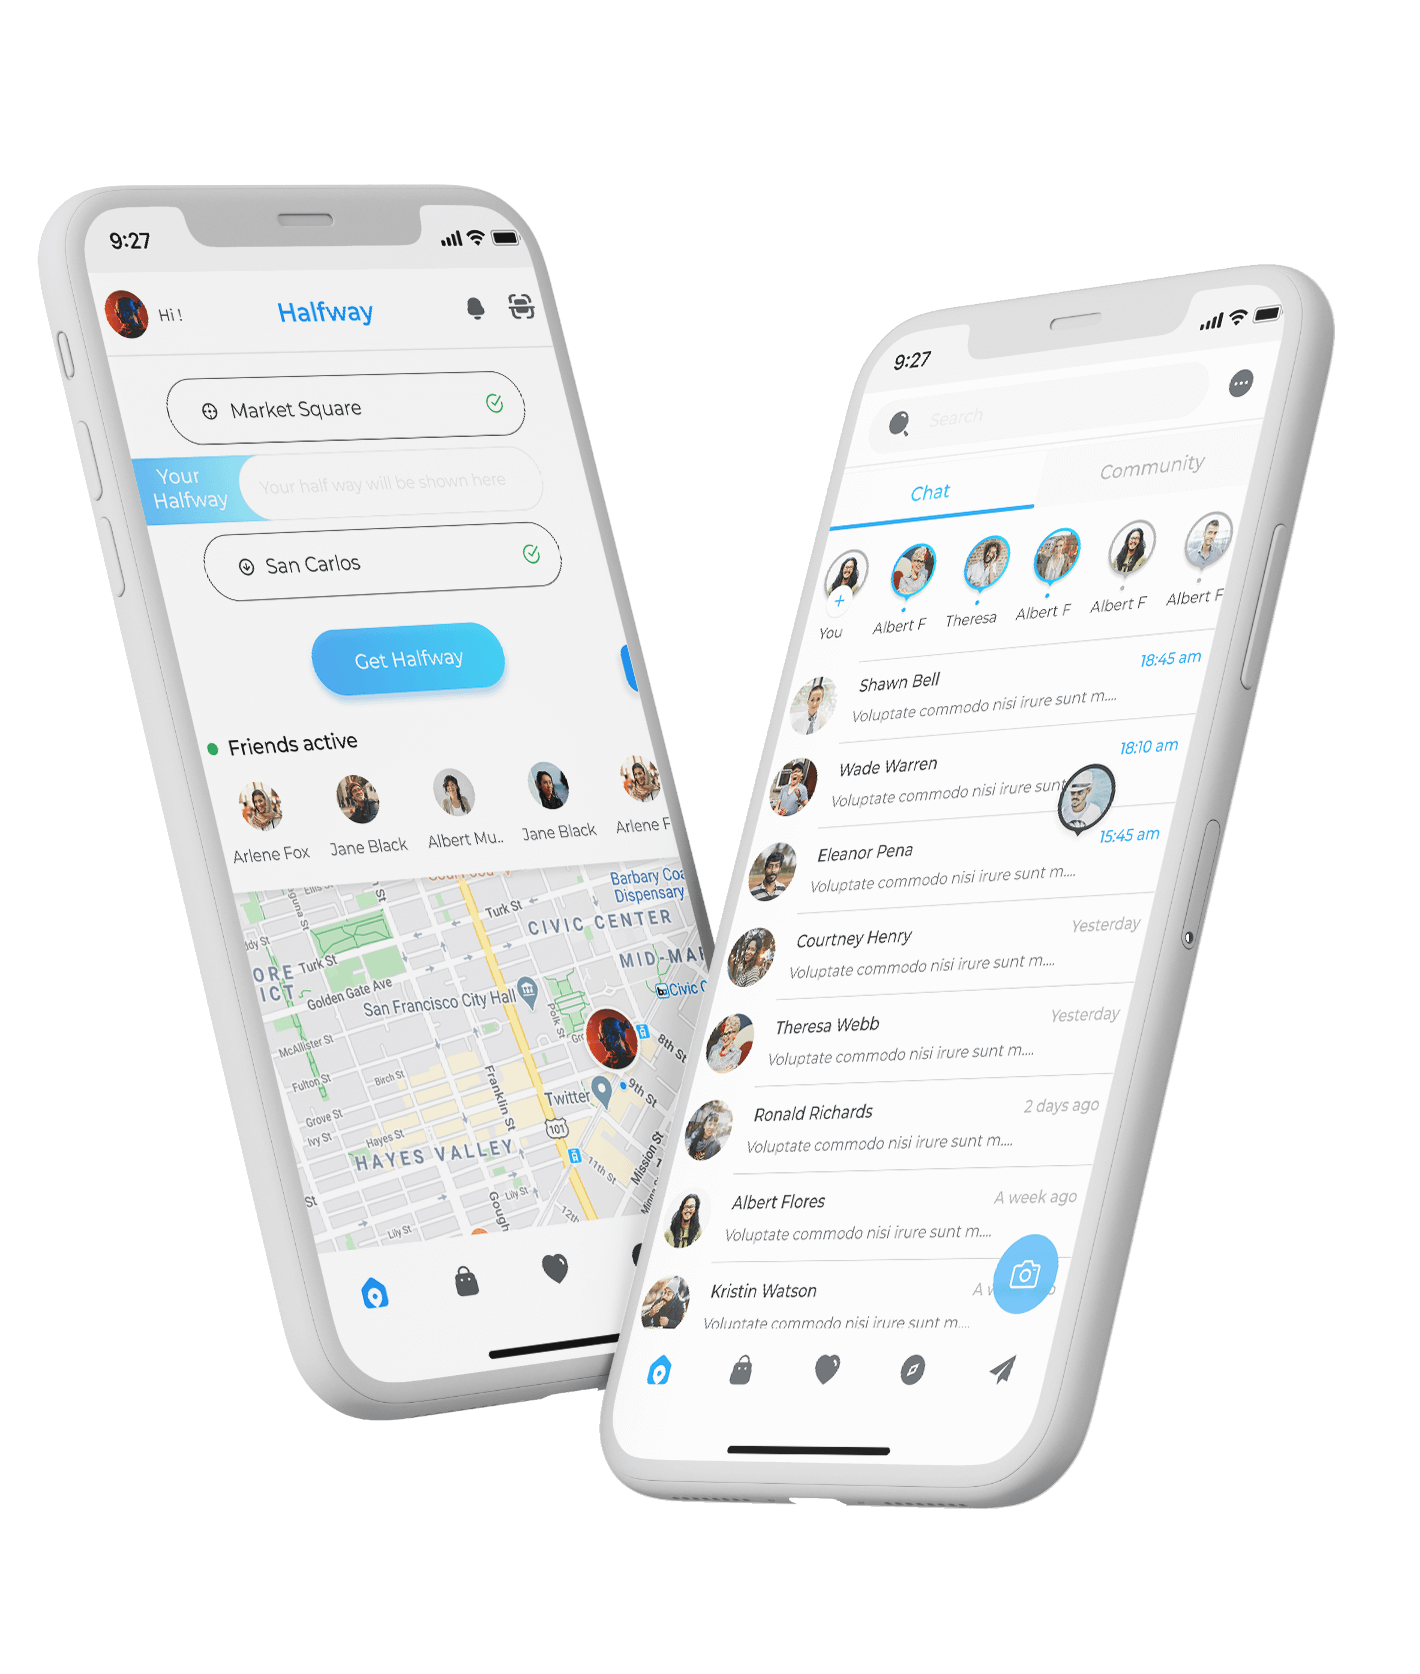 9:27
Hi !
Halfway
Market Square
Your
Halfway
Your half way will be shown here
San Carlos
Get Halfway
Friends active
Arlene Fox
Jane Black
Albert Mu..
Jane Black
Arlene F
Barbary Coa
Dispensary
Turk St
CIVIC CENTER
MID-MAR
Civic C
ddy St
ORE
ICT
Turk St
Golden Gate Ave
San Francisco City Hall
Polk St
8th St
McAllister St
Fulton St
Birch St
Franklin St
Twitter
9th St
Grove St
Ivy St
Hayes St
101
HAYES VALLEY
11th St
Mission St
St
Lily St
Gough
Lily St
12th
9:27
Search
Chat
Community
You
Albert F
Theresa
Albert F
Albert F
Albert F
Shawn Bell
18:45 am
Voluptate commodo nisi irure sunt m....
Wade Warren
18:10 am
Voluptate commodo nisi irure sunt
Eleanor Pena
15:45 am
Voluptate commodo nisi irure sunt m....
Courtney Henry
Yesterday
Voluptate commodo nisi irure sunt m....
Theresa Webb
Yesterday
Voluptate commodo nisi irure sunt m....
Ronald Richards
2 days ago
Voluptate commodo nisi irure sunt m....
Albert Flores
A week ago
Voluptate commodo nisi irure sunt m....
Kristin Watson
Voluptate commodo nisi irure sunt m....